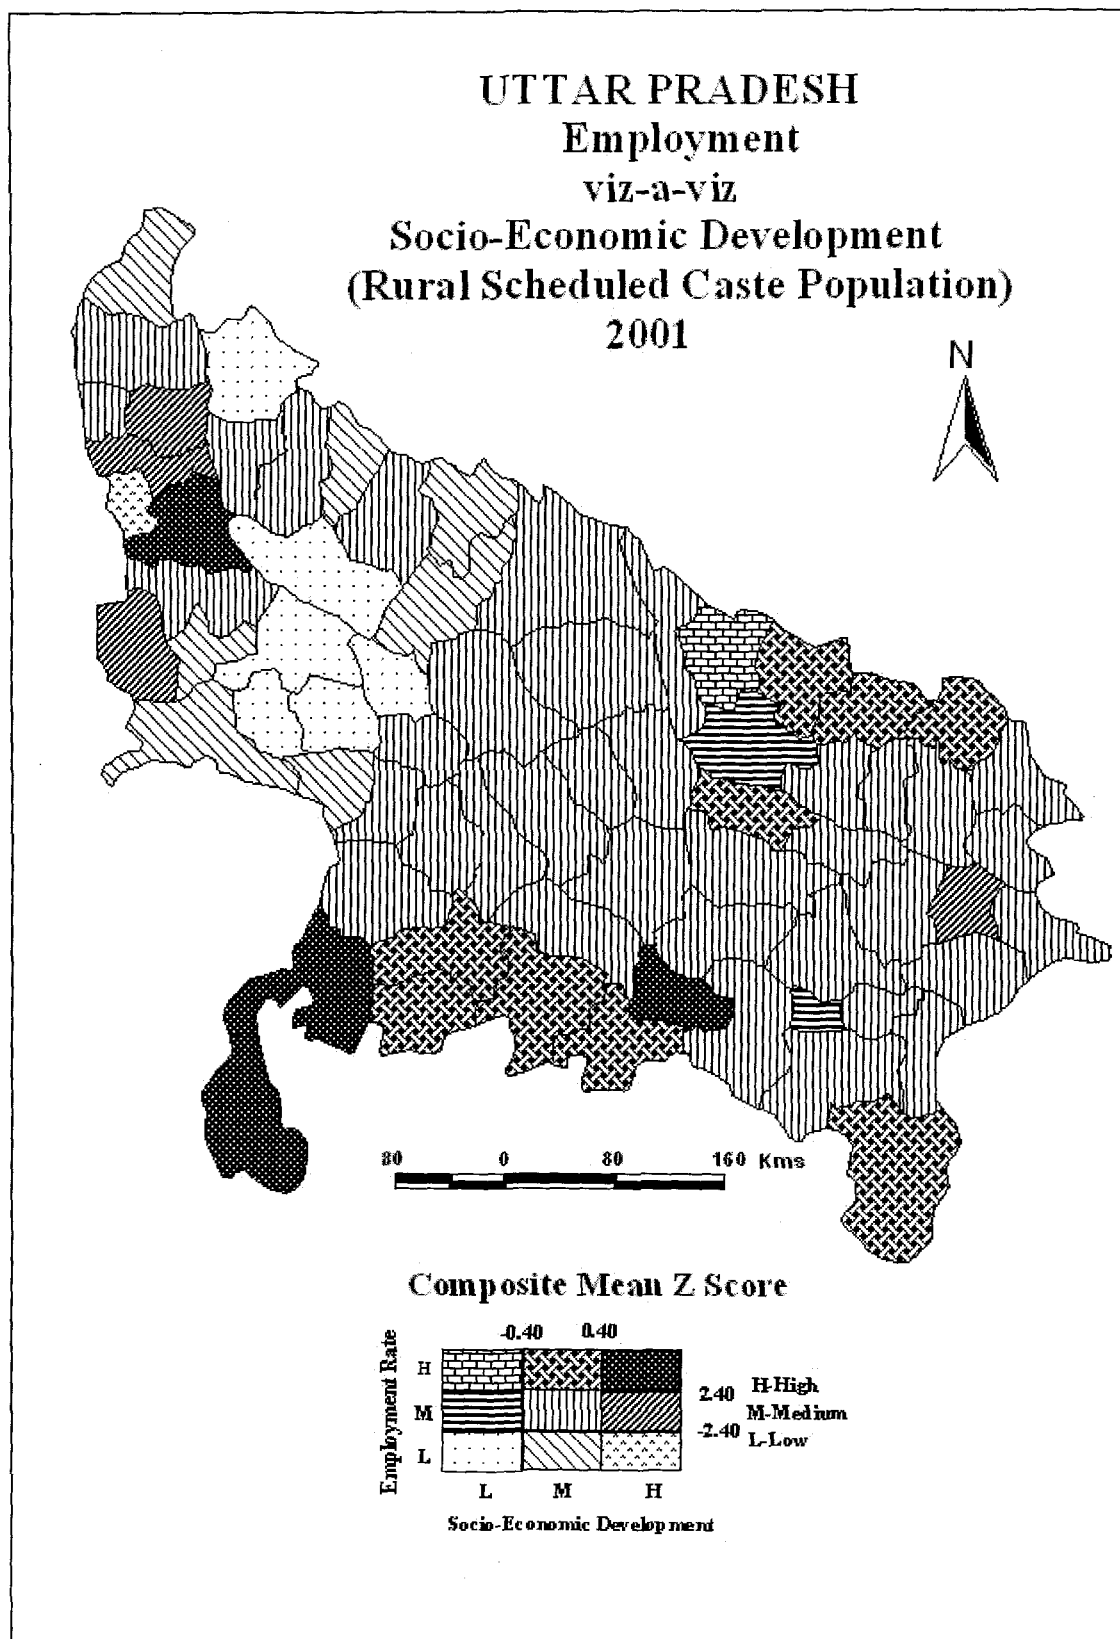 UTTAR PRADESH
Employment
viz-a-viz
Socio-Economic Development
(Rural Scheduled Caste Population)
2001
N
80 0 80 160 Kms
Composite Mean Z Score
-0.40 0.40
Employment Rate
H
M
L
2.40
-2.40
H-High
M-Medium
L-Low
L M H
Socio-Economic Development